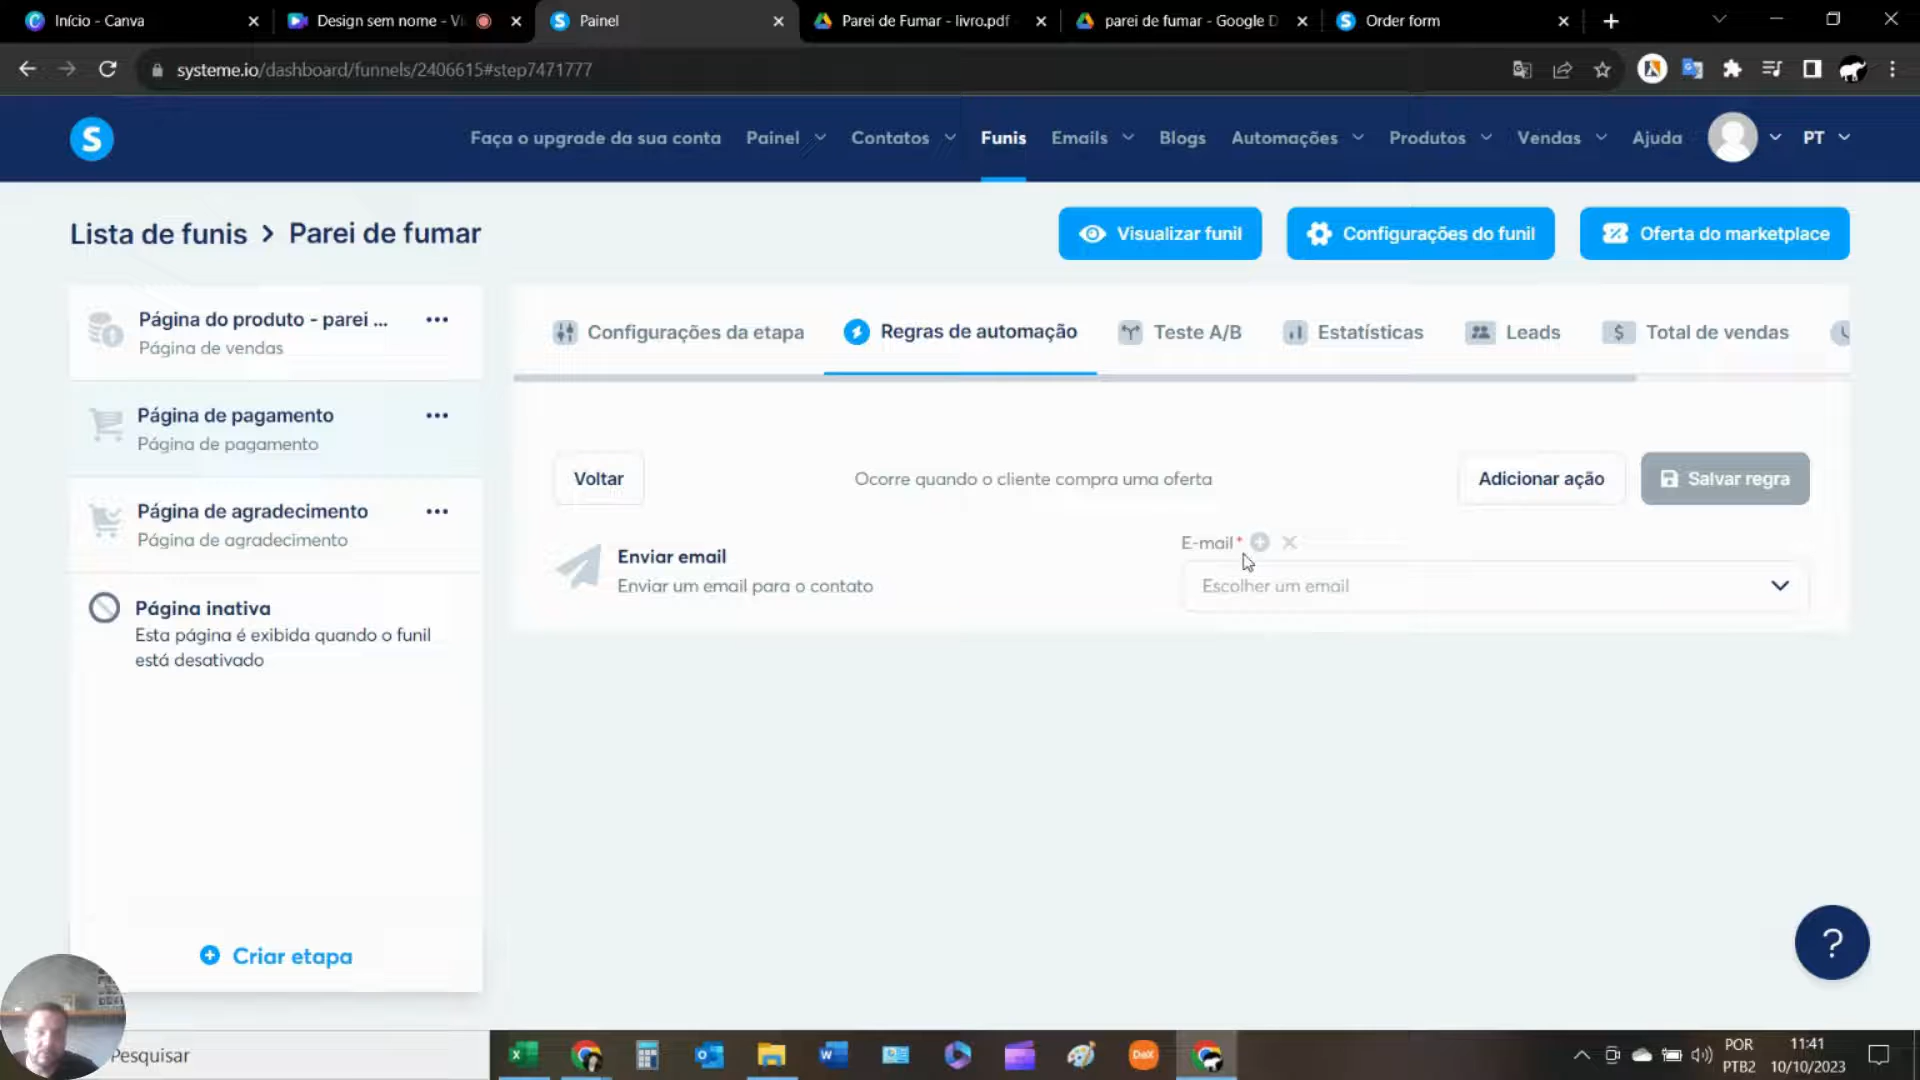 Início - Canva
Design sem nome - Ví
Painel
Parei de Fumar - livro.pdf
parei de fumar - Google D
Order form
systeme.io/dashboard/funnels/2406615#step7471777
S
Faça o upgrade da sua conta
Painel
Contatos
Funis
Emails
Blogs
Automações
Produtos
Vendas
Ajuda
PT
Lista de funis > Parei de fumar
Visualizar funil
Configurações do funil
Oferta do marketplace
Página do produto - parei ...
Página de vendas
Página de pagamento
Página de pagamento
Página de agradecimento
Página de agradecimento
Página inativa
Esta página é exibida quando o funil
está desativado
Criar etapa
Configurações da etapa
Regras de automação
Teste A/B
Estatísticas
Leads
Total de vendas
Voltar
Ocorre quando o cliente compra uma oferta
Adicionar ação
Salvar regra
Enviar email
Enviar um email para o contato
E-mail *
Escolher um email
?
Pesquisar
POR
PTB2
11:41
10/10/2023